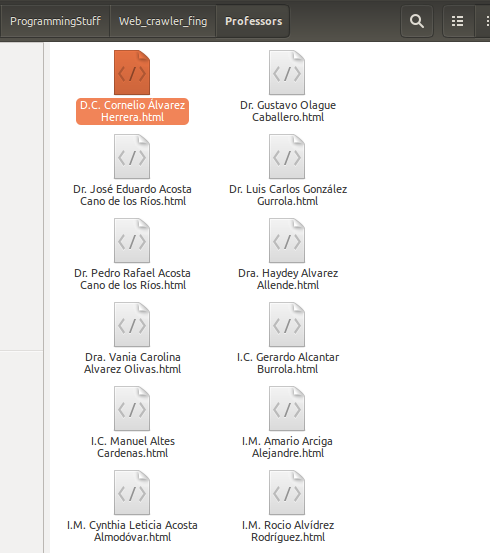 ProgrammingStuff
Web_crawler_fing
Professors
D.C. Cornelio Álvarez
Herrera.html
Dr. Gustavo Olague
Caballero.html
Dr. José Eduardo Acosta
Cano de los Ríos.html
Dr. Luis Carlos González
Gurrola.html
Dr. Pedro Rafael Acosta
Cano de los Ríos.html
Dra. Haydey Alvarez
Allende.html
Dra. Vania Carolina
Alvarez Olivas.html
I.C. Gerardo Alcantar
Burrola.html
I.C. Manuel Altes
Cardenas.html
I.M. Amario Arciga
Alejandre.html
I.M. Cynthia Leticia Acosta
Almodóvar.html
I.M. Rocio Alvídrez
Rodríguez.html